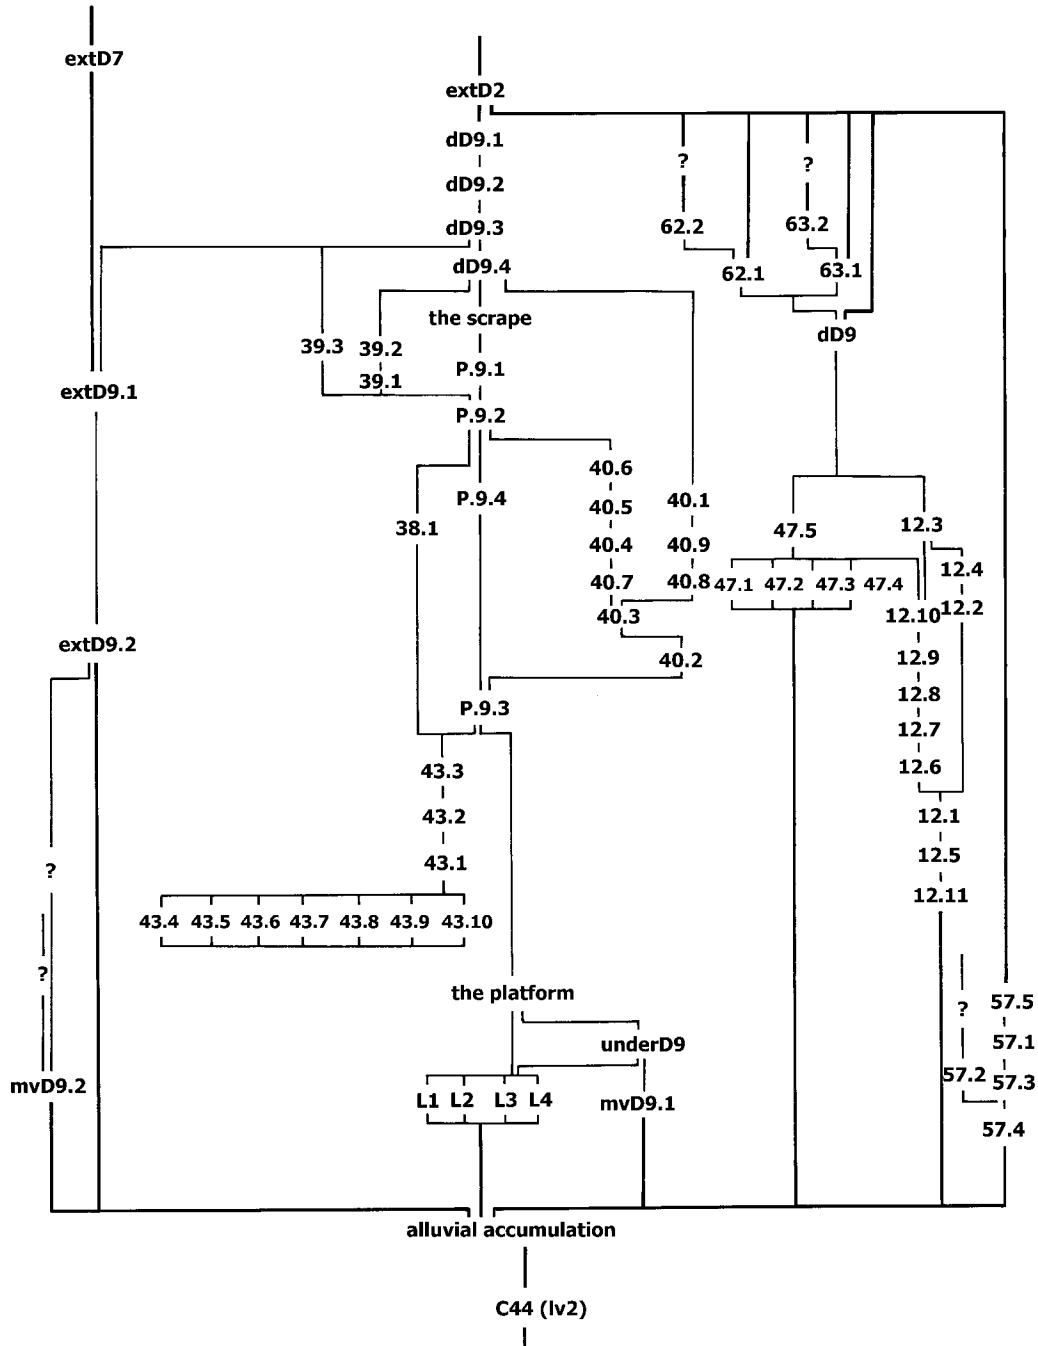 extD7
extD2
dD9.1
? ?
dD9.2
62.2 63.2
dD9.3
dD9.4 62.1 63.1
the scrape
dD9
39.3 39.2
P.9.1
39.1
extD9.1
P.9.2
40.6
P.9.4 40.5 40.1
38.1 47.5 12.3
40.4 40.9
12.4
40.7 40.8 47.1 47.2 47.3 47.4
40.3 12.10 12.2
extD9.2
40.2 12.9
12.8
P.9.3
12.7
43.3 12.6
43.2 12.1
43.1 12.5
?
12.11
43.4 43.5 43.6 43.7 43.8 43.9 43.10
?
the platform 57.5
?
underD9 57.1
57.2 57.3
mvD9.2
L1 L2 L3 L4 mvD9.1
57.4
alluvial accumulation
C44 (lv2)